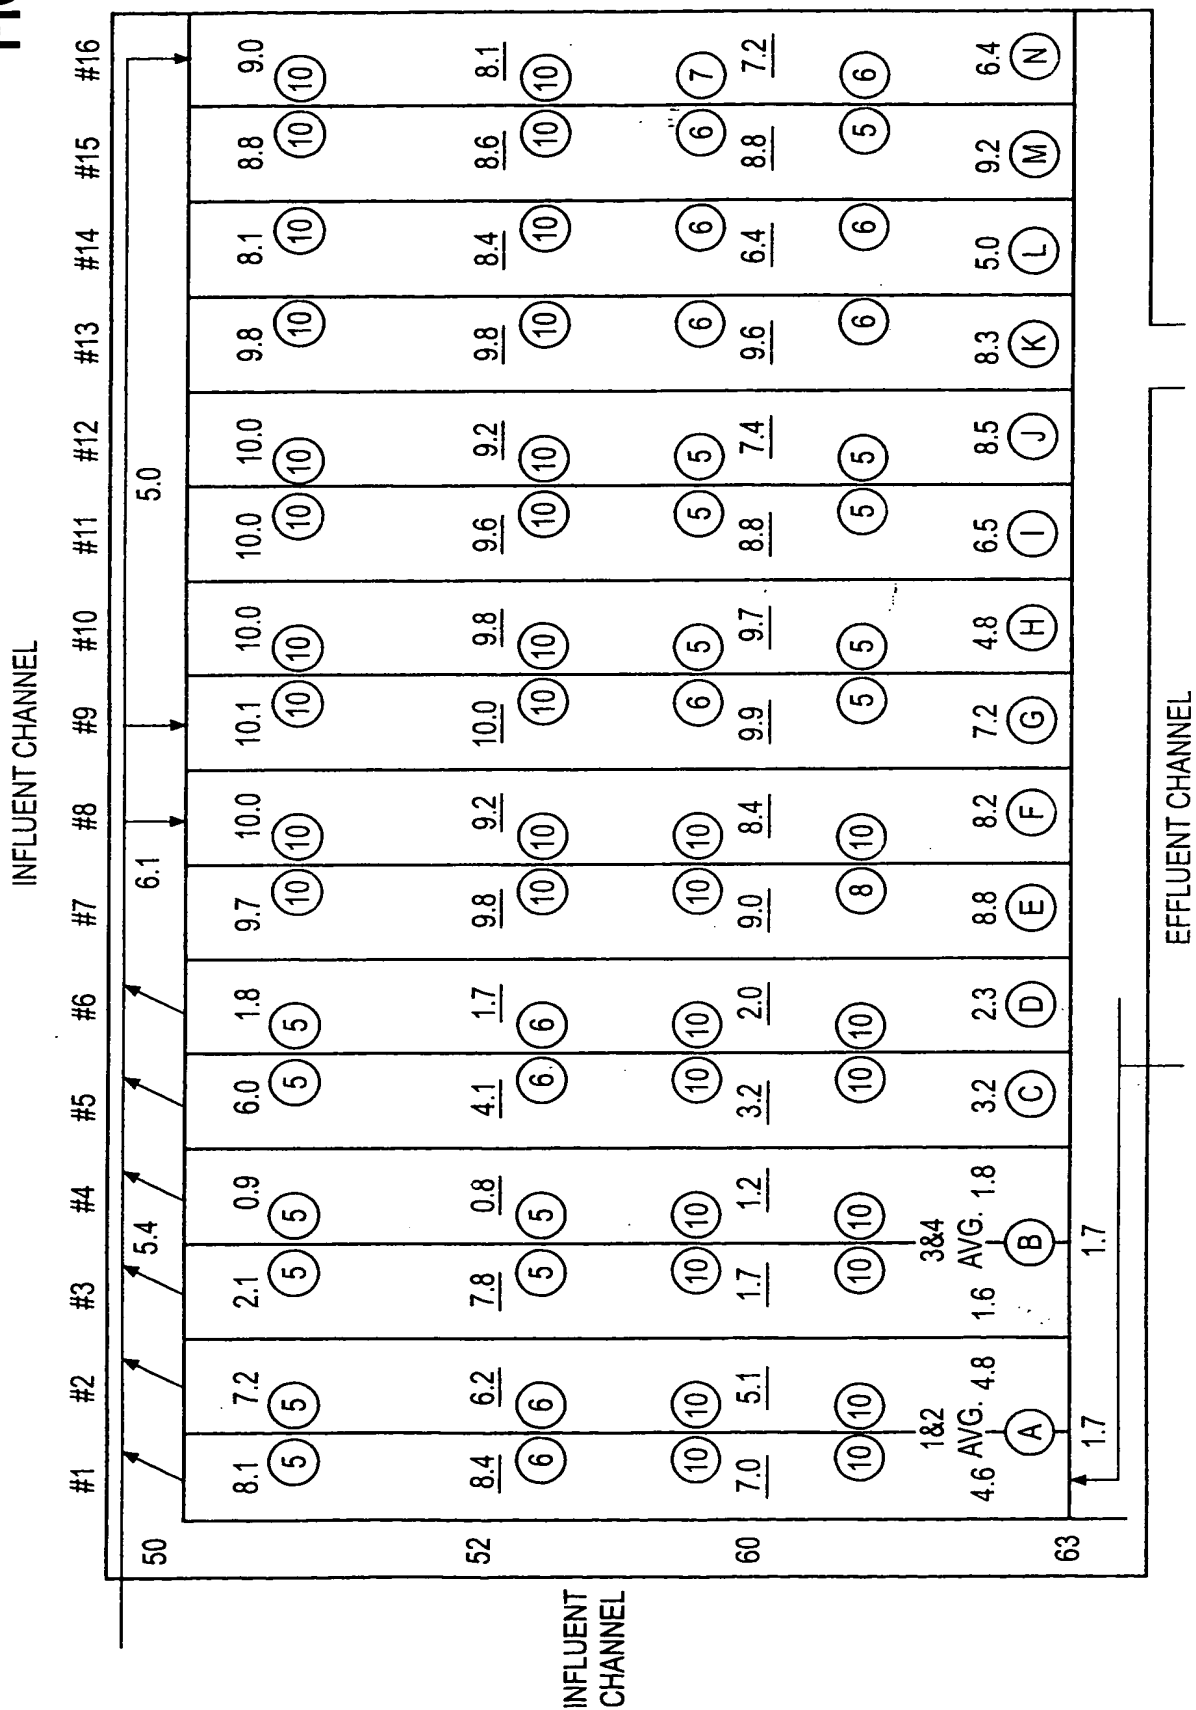 INFLUENT CHANNEL
#1 #2 #3 #4 #5 #6 #7 #8 #9 #10 #11 #12 #13 #14 #15 #16
5.4 6.1 5.0
50 8.1 7.2 2.1 0.9 6.0 1.8 9.7 10.0 10.1 10.0 10.0 10.0 9.8 8.1 8.8 9.0
5 5 5 5 5 5 10 10 10 10 10 10 10 10 10 10
52 8.4 6.2 7.8 0.8 4.1 1.7 9.8 9.2 10.0 9.8 9.6 9.2 9.8 8.4 8.6 8.1
6 6 5 5 6 6 10 10 10 10 10 10 10 10 10 10
10 10 10 10 10 10 10 10 6 5 5 5 6 6 6 7
60 7.0 5.1 1.7 1.2 3.2 2.0 9.0 8.4 9.9 9.7 8.8 7.4 9.6 6.4 8.8 7.2
10 10 10 10 10 10 8 10 5 5 5 5 6 6 5 6
1&2 3&4
4.6 AVG. 4.8 1.6 AVG. 1.8 3.2 2.3 8.8 8.2 7.2 4.8 6.5 8.5 8.3 5.0 9.2 6.4
63 A B C D E F G H I J K L M N
1.7 1.7
INFLUENT
CHANNEL
EFFLUENT CHANNEL